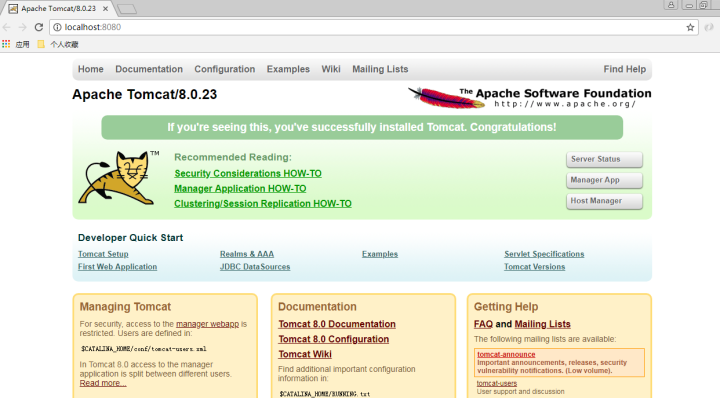 Apache Tomcat/8.0.23
localhost:8080
应用 个人收藏
Home Documentation Configuration Examples Wiki Mailing Lists Find Help
Apache Tomcat/8.0.23
The Apache Software Foundation
http://www.apache.org/
If you're seeing this, you've successfully installed Tomcat. Congratulations!
TM
Recommended Reading:
Security Considerations HOW-TO
Manager Application HOW-TO
Clustering/Session Replication HOW-TO
Server Status
Manager App
Host Manager
Developer Quick Start
Tomcat Setup
First Web Application
Realms & AAA
JDBC DataSources
Examples
Servlet Specifications
Tomcat Versions
Managing Tomcat
For security, access to the manager webapp is
restricted. Users are defined in:
$CATALINA_HOME/conf/tomcat-users.xml
In Tomcat 8.0 access to the manager
application is split between different users.
Read more...
Documentation
Tomcat 8.0 Documentation
Tomcat 8.0 Configuration
Tomcat Wiki
Find additional important configuration
information in:
$CATALINA_HOME/RUNNING.txt
Getting Help
FAQ and Mailing Lists
The following mailing lists are available:
tomcat-announce
Important announcements, releases, security
vulnerability notifications. (Low volume).
tomcat-users
User support and discussion